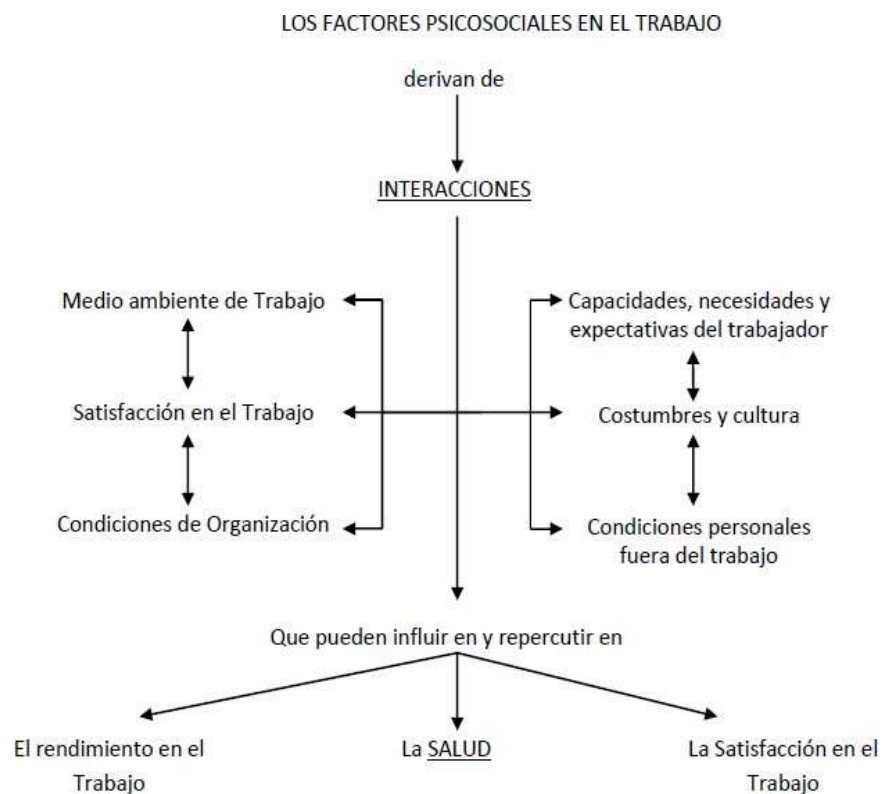 LOS FACTORES PSICOSOCIALES EN EL TRABAJO
derivan de
INTERACCIONES
Medio ambiente de Trabajo
Capacidades, necesidades y
expectativas del trabajador
Satisfacción en el Trabajo
Costumbres y cultura
Condiciones de Organización
Condiciones personales
fuera del trabajo
Que pueden influir en y repercutir en
El rendimiento en el
Trabajo
La SALUD
La Satisfacción en el
Trabajo